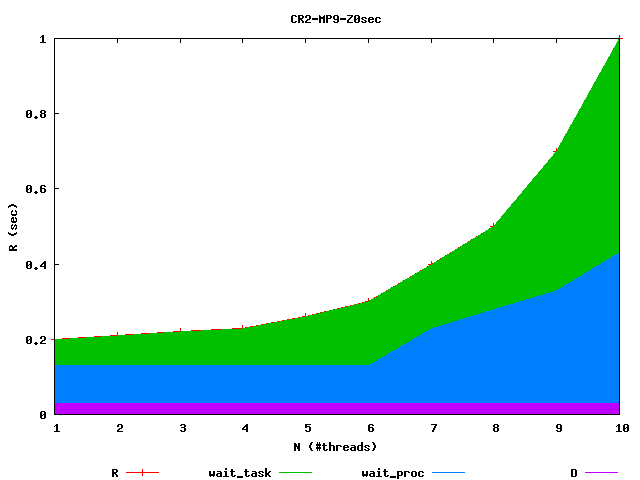 CR2-MP9-Z0sec
1
0.8
0.6
0.4
0.2
0
R (sec)
1 2 3 4 5 6 7 8 9 10
N (#threads)
R wait_task wait_proc D